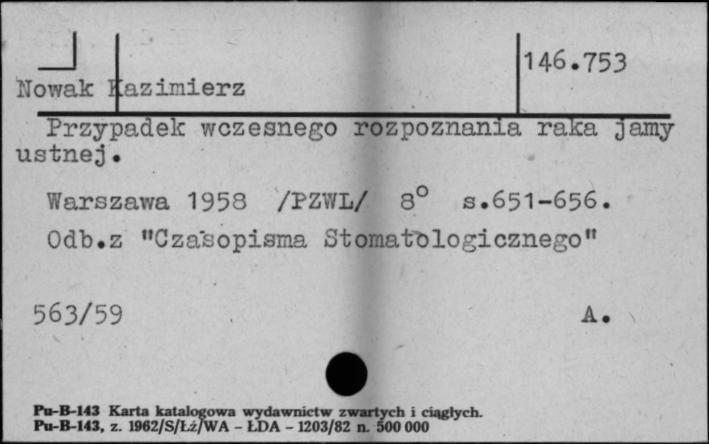 146.753
Nowak Kazimierz
Przypadek wczesnego rozpoznania raka jamy
ustnej.
Warszawa 1958 /PZWL/ 8° s.651-656.
Odb.z "Czasopisma Stomatologicznego"
563/59 A.
Pu-B-143 Karta katalogowa wydawnictw zwartych i ciągłych.
Pu-B-143, z. 1962/S/Łź/WA - ŁDA - 1203/82 n. 500 000